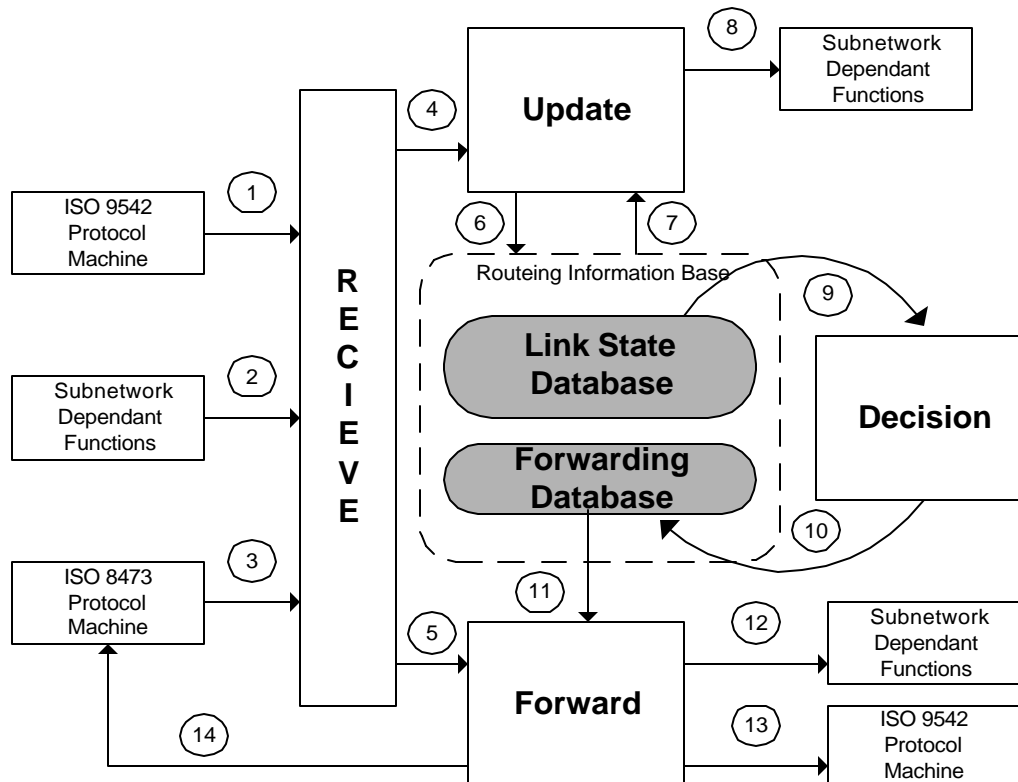 8
Subnetwork
Dependant
Functions
Update
4
1
ISO 9542
Protocol
Machine
6
7
Routeing Information Base
9
R
E
C
I
E
V
E
Link State
Database
2
Subnetwork
Dependant
Functions
Decision
Forwarding
Database
10
3
ISO 8473
Protocol
Machine
11
5
12
Subnetwork
Dependant
Functions
Forward
14
13
ISO 9542
Protocol
Machine